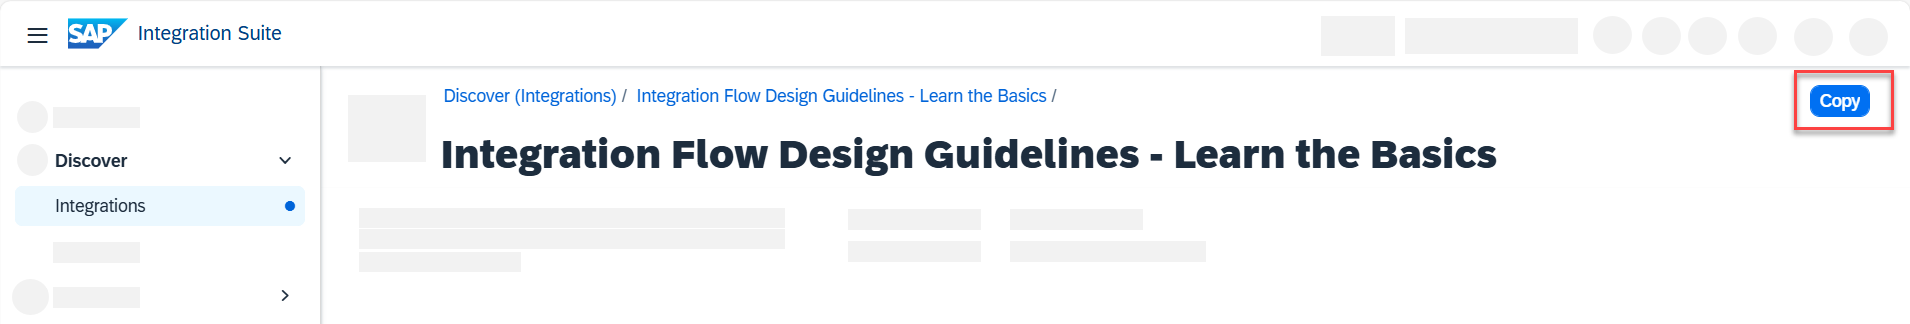 SAP Integration Suite
Discover (Integrations) / Integration Flow Design Guidelines - Learn the Basics /
Copy
Integration Flow Design Guidelines - Learn the Basics
Discover
Integrations